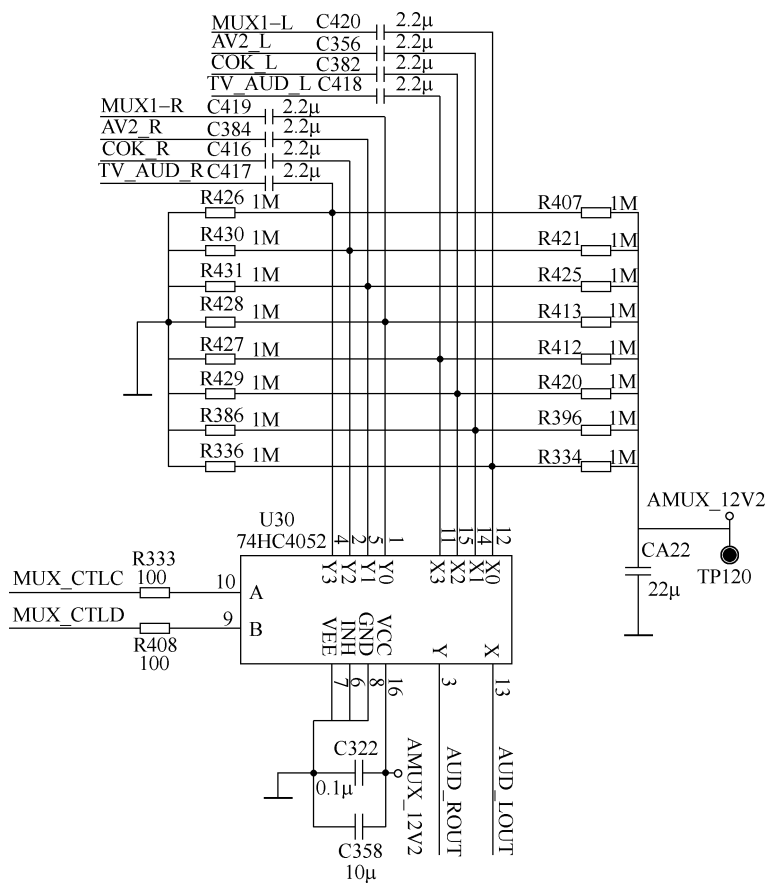 MUX1-L C420 2.2μ
AV2_L C356 2.2μ
COK_L C382 2.2μ
TV_AUD_L C418 2.2μ
MUX1-R C419 2.2μ
AV2_R C384 2.2μ
COK_R C416 2.2μ
TV_AUD_R C417 2.2μ
R426 1M R407 1M
R430 1M R421 1M
R431 1M R425 1M
R428 1M R413 1M
R427 1M R412 1M
R429 1M R420 1M
R386 1M R396 1M
R336 1M R334 1M
AMUX_12V2
U30
74HC4052
4 2 5 1 11 15 14 12
Y3 Y2 Y1 Y0 X3 X2 X1 X0
CA22
22μ
TP120
MUX_CTLC R333 100 10 A
MUX_CTLD R408 100 9 B
VEE INH GND VCC Y X
7 6 8 16 3 13
C322
0.1μ
AMUX_12V2
AUD_ROUT
AUD_LOUT
C358
10μ